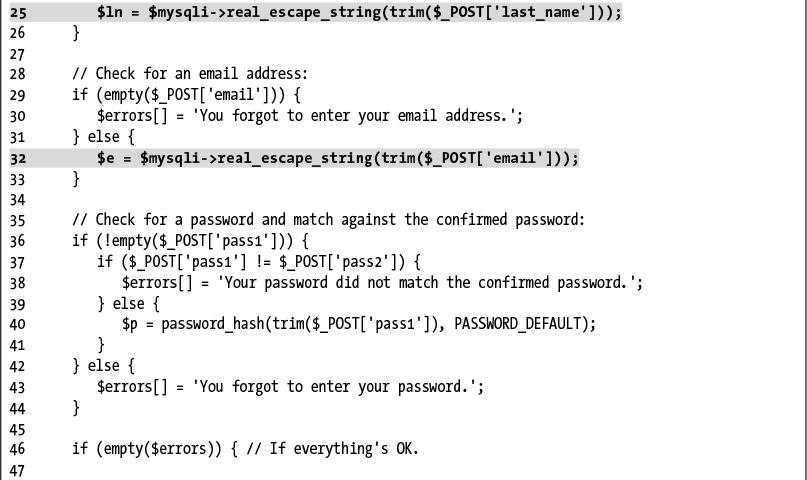 25 $ln = $mysqli->real_escape_string(trim($_POST['last_name']));
26 }
27
28 // Check for an email address:
29 if (empty($_POST['email'])) {
30 $errors[] = 'You forgot to enter your email address.';
31 } else {
32 $e = $mysqli->real_escape_string(trim($_POST['email']));
33 }
34
35 // Check for a password and match against the confirmed password:
36 if (!empty($_POST['pass1'])) {
37 if ($_POST['pass1'] != $_POST['pass2']) {
38 $errors[] = 'Your password did not match the confirmed password.';
39 } else {
40 $p = password_hash(trim($_POST['pass1']), PASSWORD_DEFAULT);
41 }
42 } else {
43 $errors[] = 'You forgot to enter your password.';
44 }
45
46 if (empty($errors)) { // If everything's OK.
47